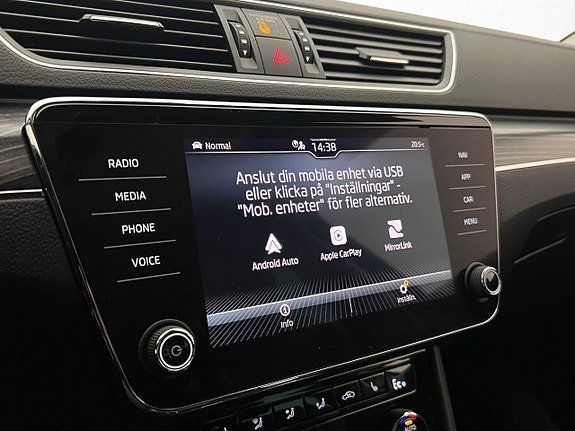 RADIO
MEDIA
PHONE
VOICE
Normal
14:38
20.5°C
Anslut din mobila enhet via USB
eller klicka på "Inställningar" -
"Mob. enheter" för fler alternativ.
Android Auto
Apple CarPlay
MirrorLink
Info
Inställn.
NAV
APP
CAR
MENU
AUTO